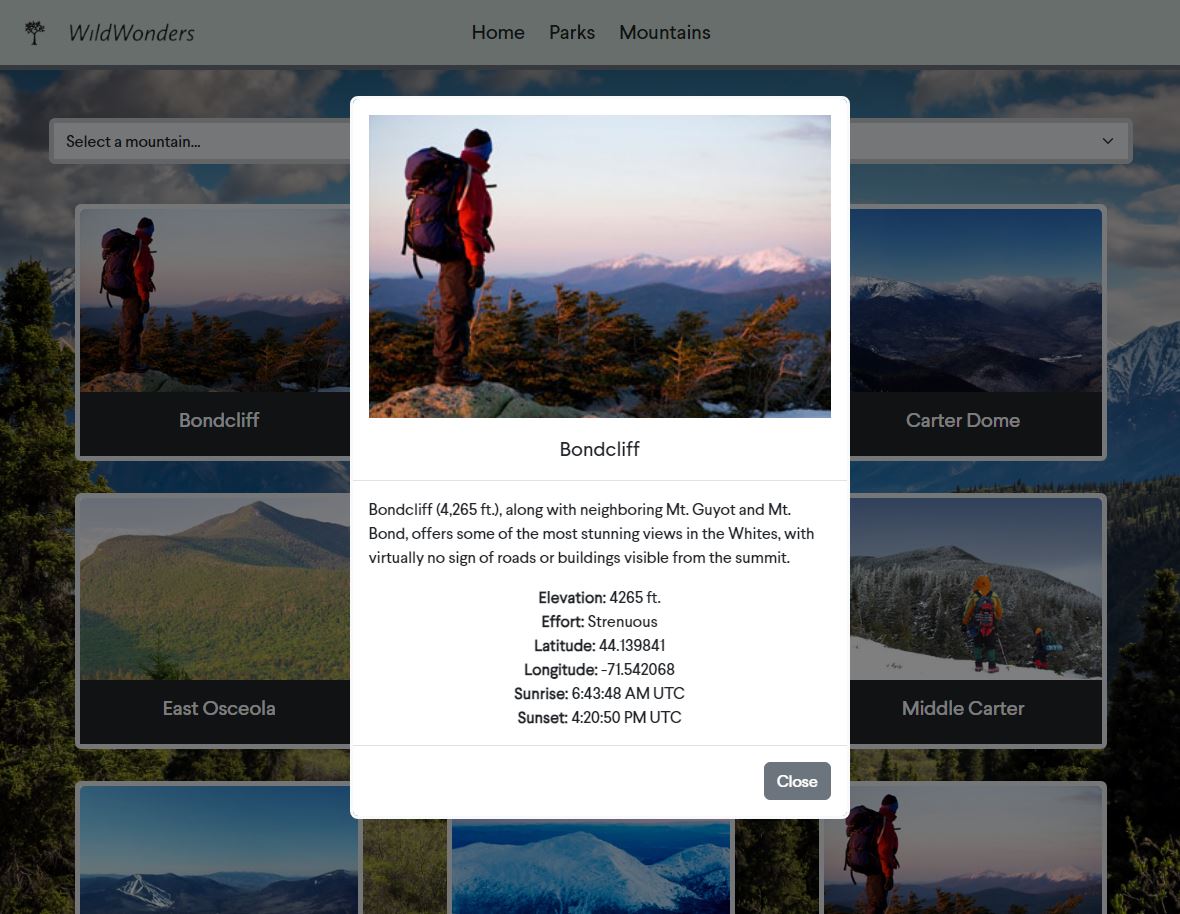 WildWonders
Home Parks Mountains
Select a mountain...
Bondcliff
Carter Dome
East Osceola
Middle Carter
Bondcliff
Bondcliff (4,265 ft.), along with neighboring Mt. Guyot and Mt.
Bond, offers some of the most stunning views in the Whites, with
virtually no sign of roads or buildings visible from the summit.
Elevation: 4265 ft.
Effort: Strenuous
Latitude: 44.139841
Longitude: -71.542068
Sunrise: 6:43:48 AM UTC
Sunset: 4:20:50 PM UTC
Close